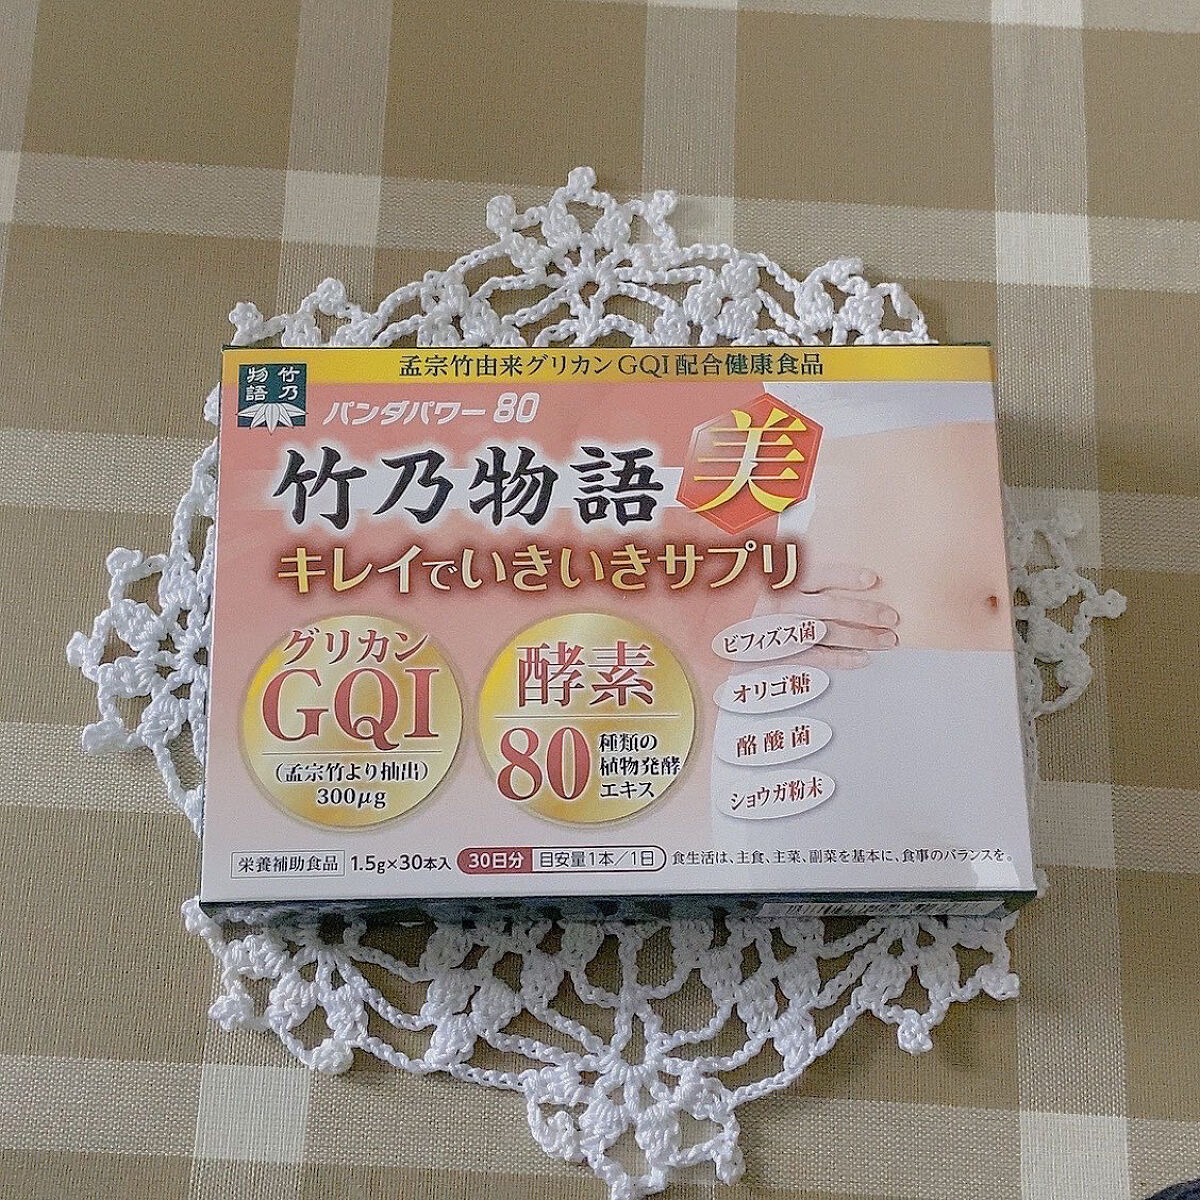 孟宗竹由来グリカンGQI配合健康食品
竹乃
物語
パンダパワー80
竹乃物語
美
キレイでいきいきサプリ
グリカン
GQI
(孟宗竹より抽出)
300μg
酵素
80
種類の
植物発酵
エキス
ビフィズス菌
オリゴ糖
酪酸菌
ショウガ粉末
栄養補助食品 1.5g×30本入 30日分 目安量1本/1日 食生活は、主食、主菜、副菜を基本に、食事のバランスを。